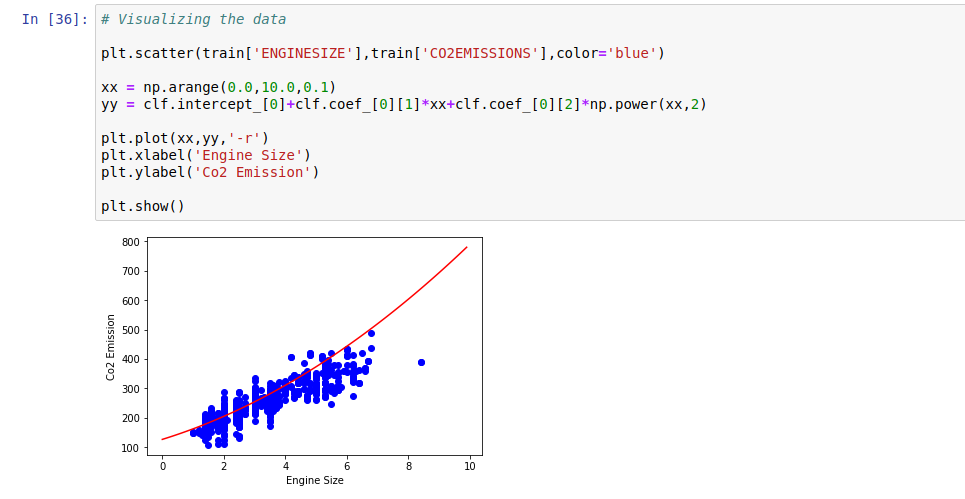 In [36]: # Visualizing the data
plt.scatter(train['ENGINESIZE'],train['CO2EMISSIONS'],color='blue')
xx = np.arange(0.0,10.0,0.1)
yy = clf.intercept_[0]+clf.coef_[0][1]*xx+clf.coef_[0][2]*np.power(xx,2)
plt.plot(xx,yy,'-r')
plt.xlabel('Engine Size')
plt.ylabel('Co2 Emission')
plt.show()
800
700
600
500
400
300
200
100
Co2 Emission
0 2 4 6 8 10
Engine Size